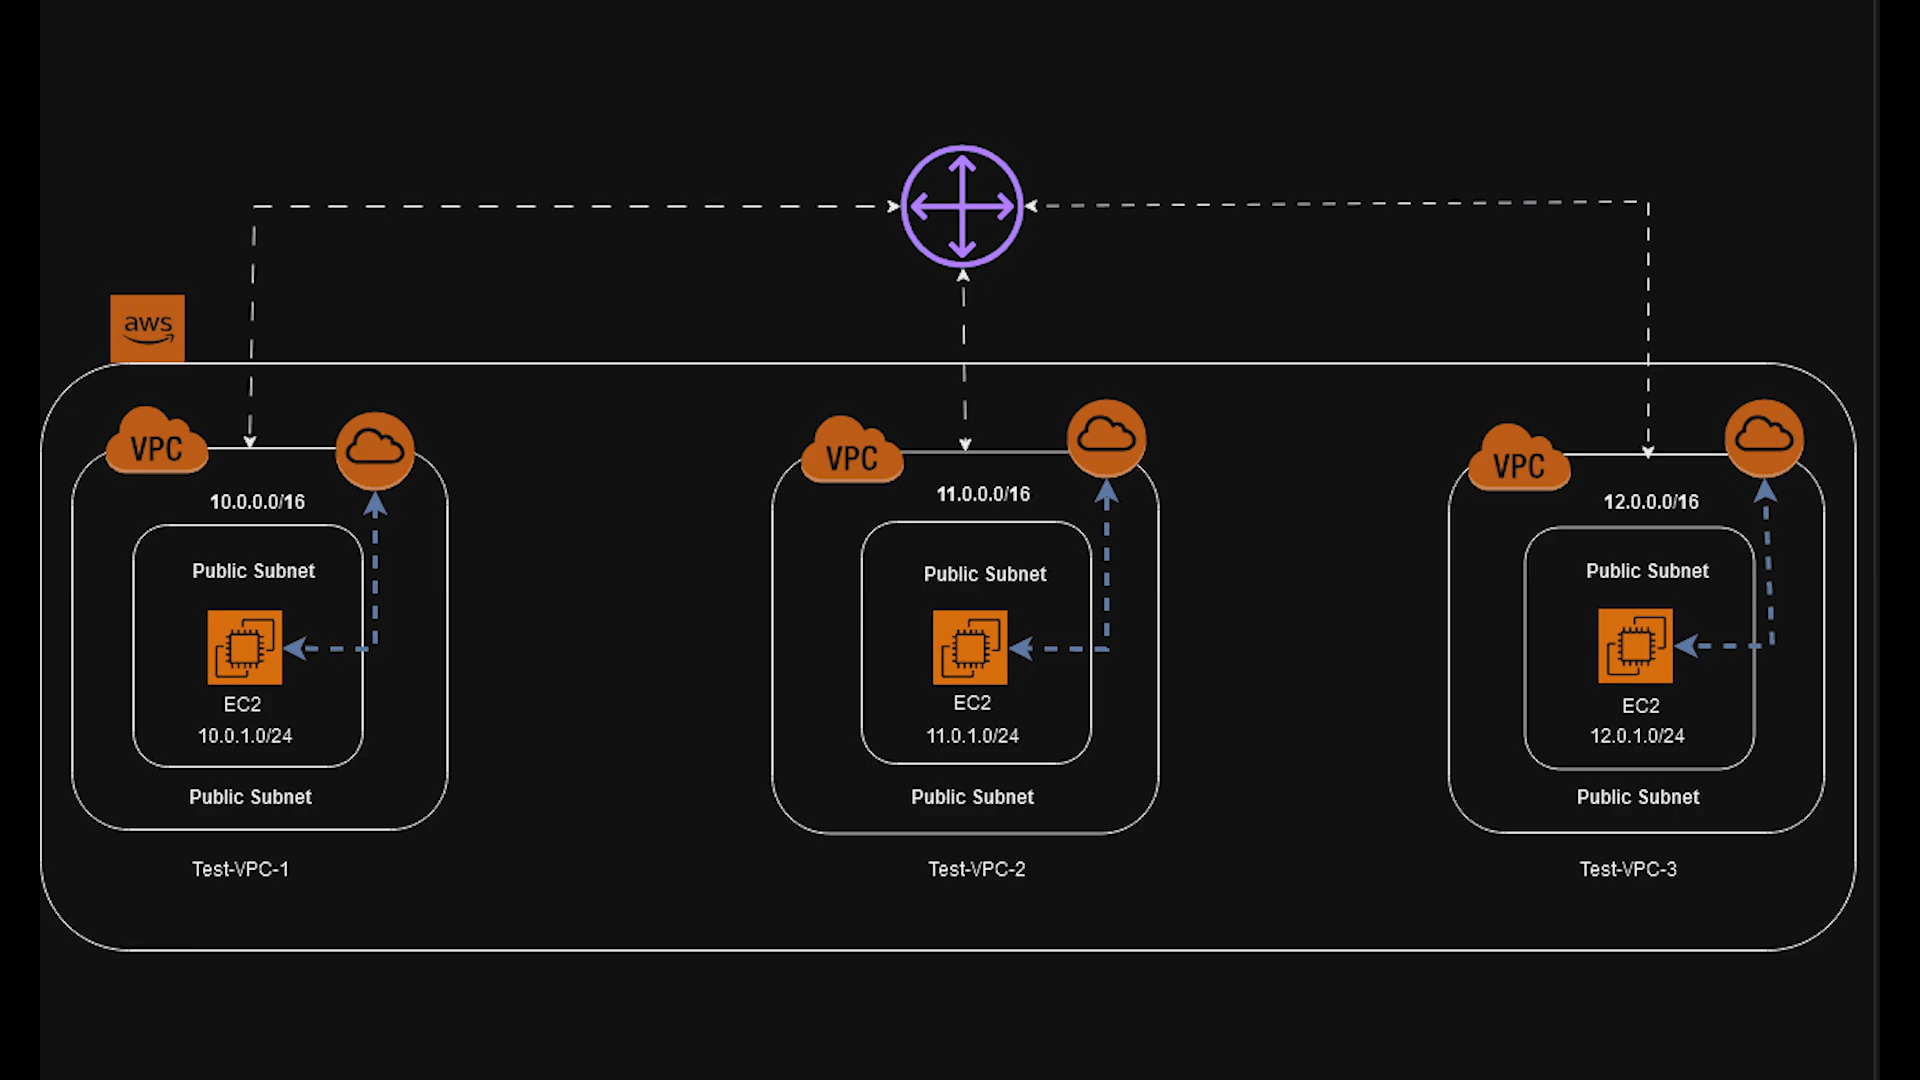 aws
VPC
10.0.0.0/16
Public Subnet
EC2
10.0.1.0/24
Public Subnet
Test-VPC-1
VPC
11.0.0.0/16
Public Subnet
EC2
11.0.1.0/24
Public Subnet
Test-VPC-2
VPC
12.0.0.0/16
Public Subnet
EC2
12.0.1.0/24
Public Subnet
Test-VPC-3